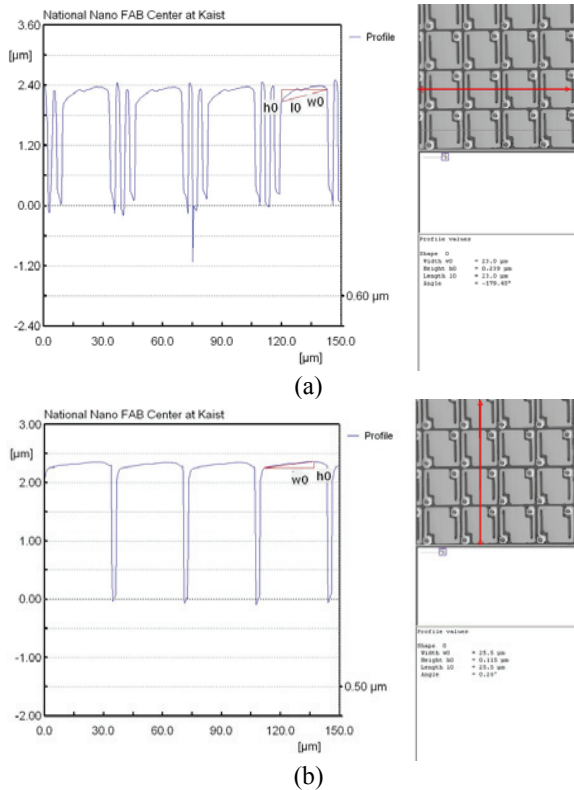 National Nano FAB Center at Kaist
3.60
[µm]
2.40
1.20
0.00
-1.20
-2.40
0.0 30.0 60.0 90.0 120.0 150.0
[µm]
Profile
h0 l0 w0
0.60 µm
Profile values
Shape 0
Width w0 = 23.0 µm
Height h0 = 0.239 µm
Length l0 = 23.0 µm
Angle = -179.40°
(a)
National Nano FAB Center at Kaist
3.00
[µm]
2.00
1.00
0.00
-1.00
-2.00
0.0 30.0 60.0 90.0 120.0 150.0
[µm]
Profile
w0 h0
0.50 µm
Profile values
Shape 0
Width w0 = 25.5 µm
Height h0 = 0.115 µm
Length l0 = 25.5 µm
(b)